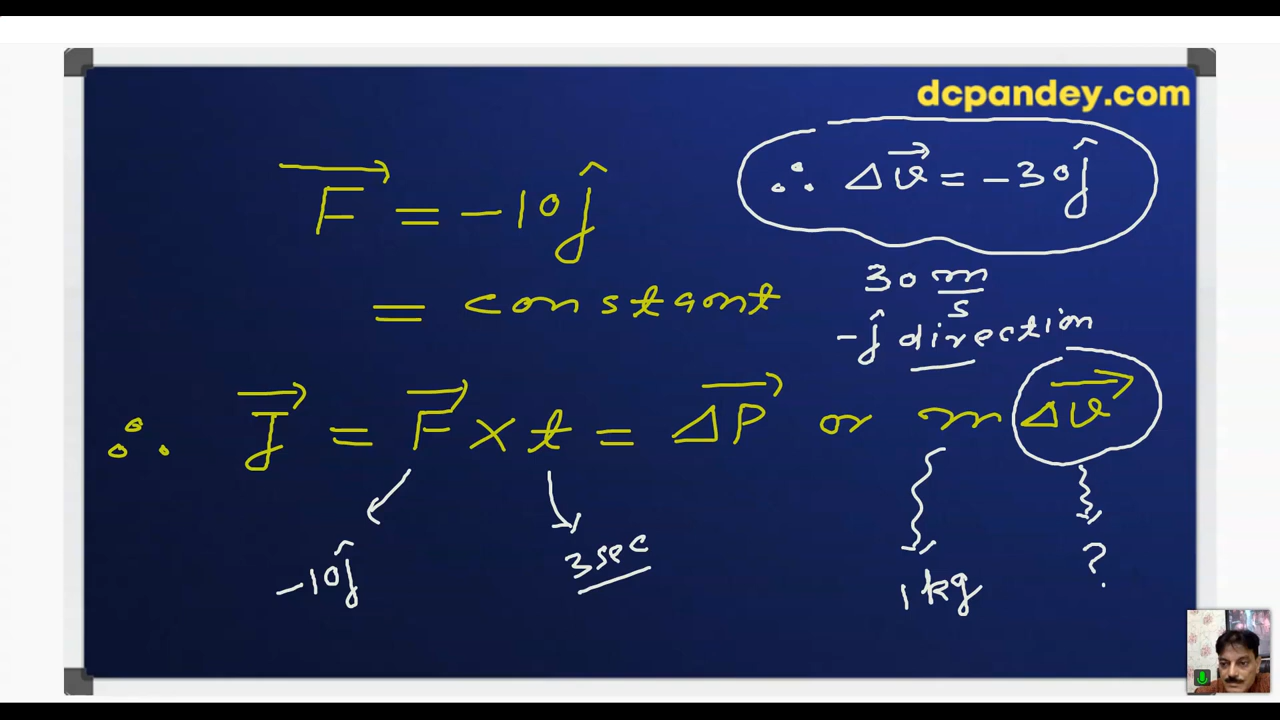 dcpandey.com
∴ Δv⃗ = −30ĵ
F⃗ = −10ĵ
= constant
30 m/s
−ĵ direction
∴ J⃗ = F⃗ × t = ΔP⃗ or m Δv⃗
−10ĵ 3sec 1kg ?